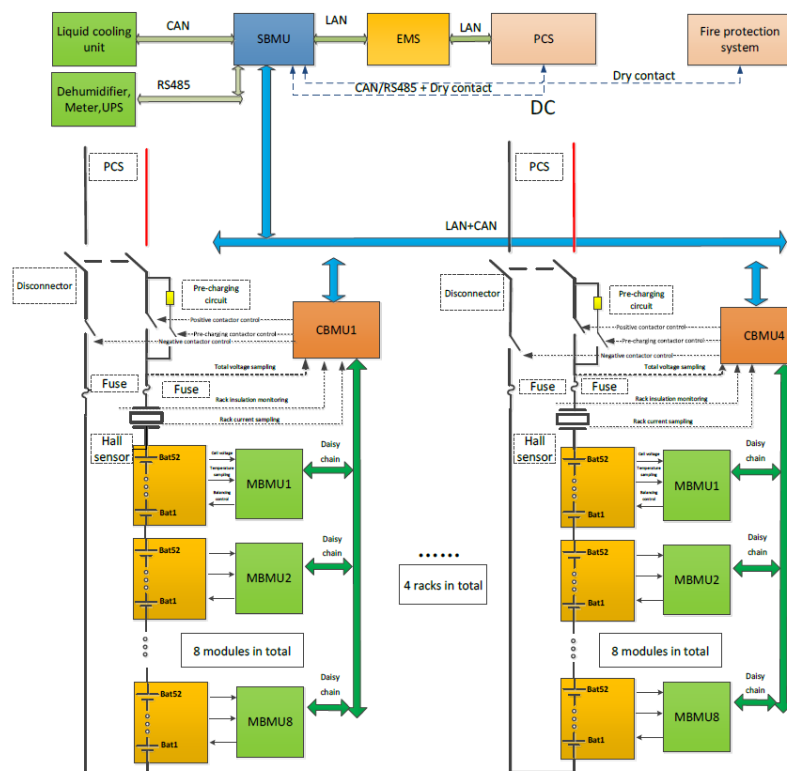 Liquid cooling
unit
CAN
SBMU
LAN
EMS
LAN
PCS
Fire protection
system
Dehumidifier,
Meter,UPS
RS485
CAN/RS485 + Dry contact
Dry contact
DC
PCS
PCS
LAN+CAN
Disconnector
Pre-charging
circuit
Positive contactor control
Pre-charging contactor control
Negative contactor control
CBMU1
Total voltage sampling
Fuse
Fuse
Rack insulation monitoring
Rack current sampling
Hall
sensor
Bat52
Bat1
Cell voltage
Temperature
sampling
Balancing
control
MBMU1
Daisy
chain
Bat52
Bat1
MBMU2
Daisy
chain
8 modules in total
Bat52
Bat1
MBMU8
Daisy
chain
......
4 racks in total
Disconnector
Pre-charging
circuit
Positive contactor control
Pre-charging contactor control
Negative contactor control
CBMU4
Total voltage sampling
Fuse
Fuse
Rack insulation monitoring
Rack current sampling
Hall
sensor
Bat52
Bat1
Cell voltage
Temperature
sampling
Balancing
control
MBMU1
Daisy
chain
Bat52
Bat1
MBMU2
Daisy
chain
8 modules in total
Bat52
Bat1
MBMU8
Daisy
chain